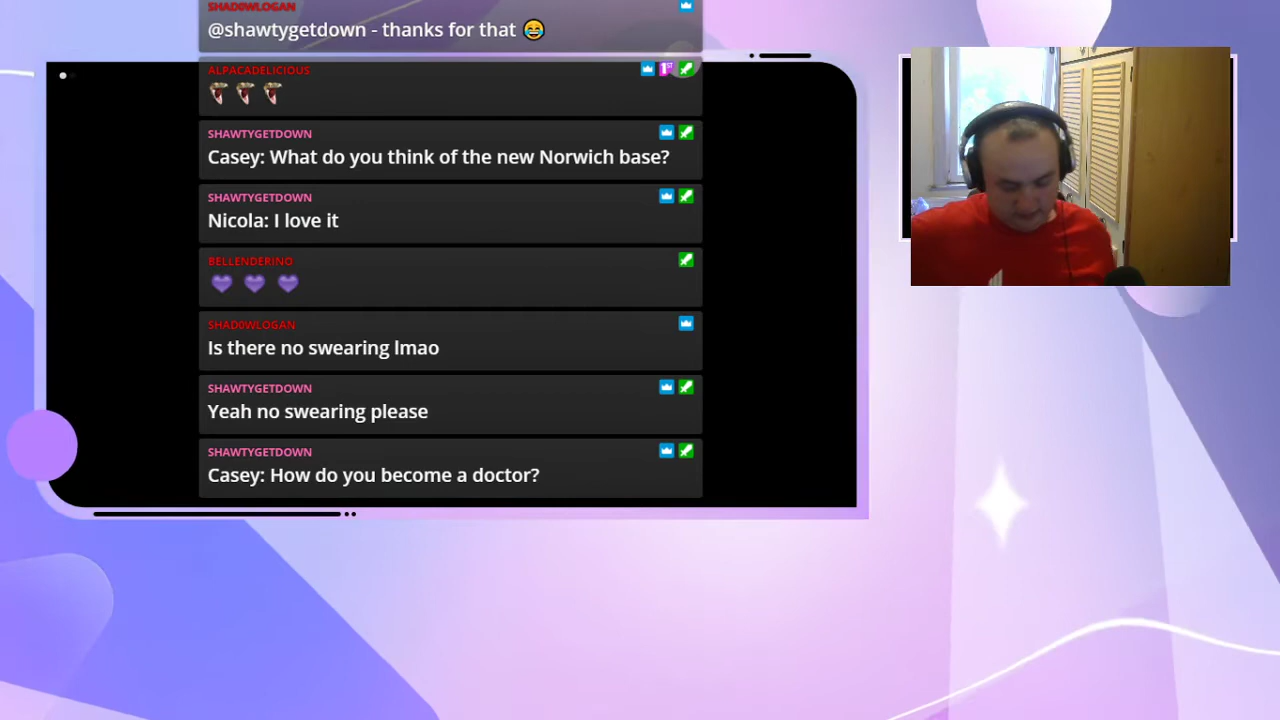 SHAD0WLOGAN
@shawtygetdown - thanks for that 😂
ALPACADELICIOUS
SHAWTYGETDOWN
Casey: What do you think of the new Norwich base?
SHAWTYGETDOWN
Nicola: I love it
BELLENDERINO
SHAD0WLOGAN
Is there no swearing lmao
SHAWTYGETDOWN
Yeah no swearing please
SHAWTYGETDOWN
Casey: How do you become a doctor?